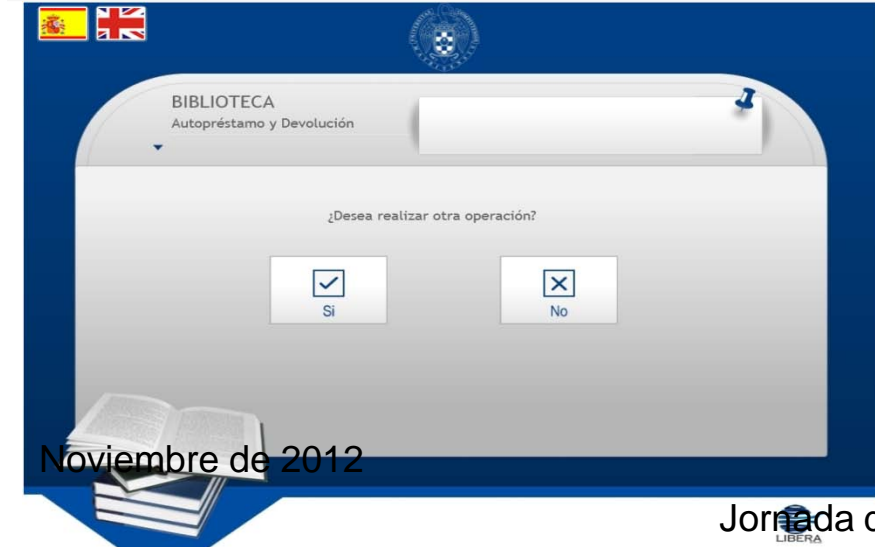 BIBLIOTECA
Autopréstamo y Devolución
¿Desea realizar otra operación?
Si
No
Noviembre de 2012
Jornada
LIBERA